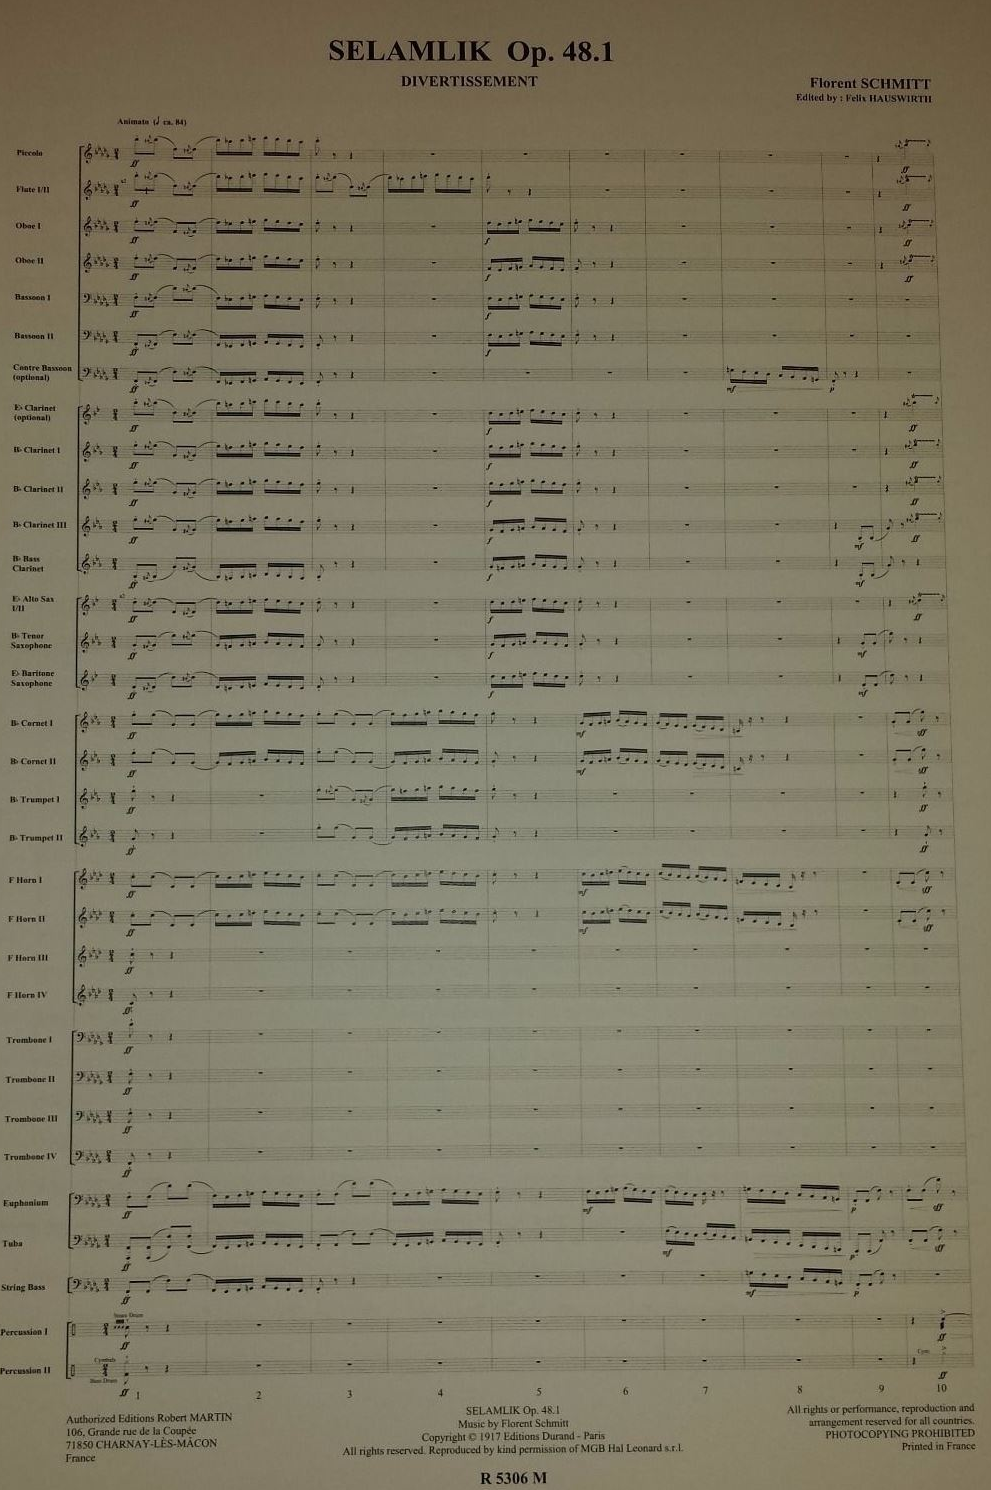 SELAMLIK Op. 48.1
DIVERTISSEMENT
Florent SCHMITT
Edited by : Felix HAUSWIRTH
Animato (♩ ca. 84)
Piccolo
Flute I/II
Oboe I
Oboe II
Bassoon I
Bassoon II
Contre Bassoon
(optional)
E♭ Clarinet
(optional)
B♭ Clarinet I
B♭ Clarinet II
B♭ Clarinet III
B♭ Bass
Clarinet
E♭ Alto Sax
I/II
B♭ Tenor
Saxophone
E♭ Baritone
Saxophone
B♭ Cornet I
B♭ Cornet II
B♭ Trumpet I
B♭ Trumpet II
F Horn I
F Horn II
F Horn III
F Horn IV
Trombone I
Trombone II
Trombone III
Trombone IV
Euphonium
Tuba
String Bass
Snare Drum
Percussion I
Cymbals
Cym.
Percussion II
Bass Drum
1 2 3 4 5 6 7 8 9 10
Authorized Editions Robert MARTIN
106, Grande rue de la Coupée
71850 CHARNAY-LÈS-MÂCON
France
SELAMLIK Op. 48.1
Music by Florent Schmitt
Copyright © 1917 Editions Durand - Paris
All rights reserved. Reproduced by kind permission of MGB Hal Leonard s.r.l.
All rights or performance, reproduction and
arrangement reserved for all countries.
PHOTOCOPYING PROHIBITED
Printed in France
R 5306 M